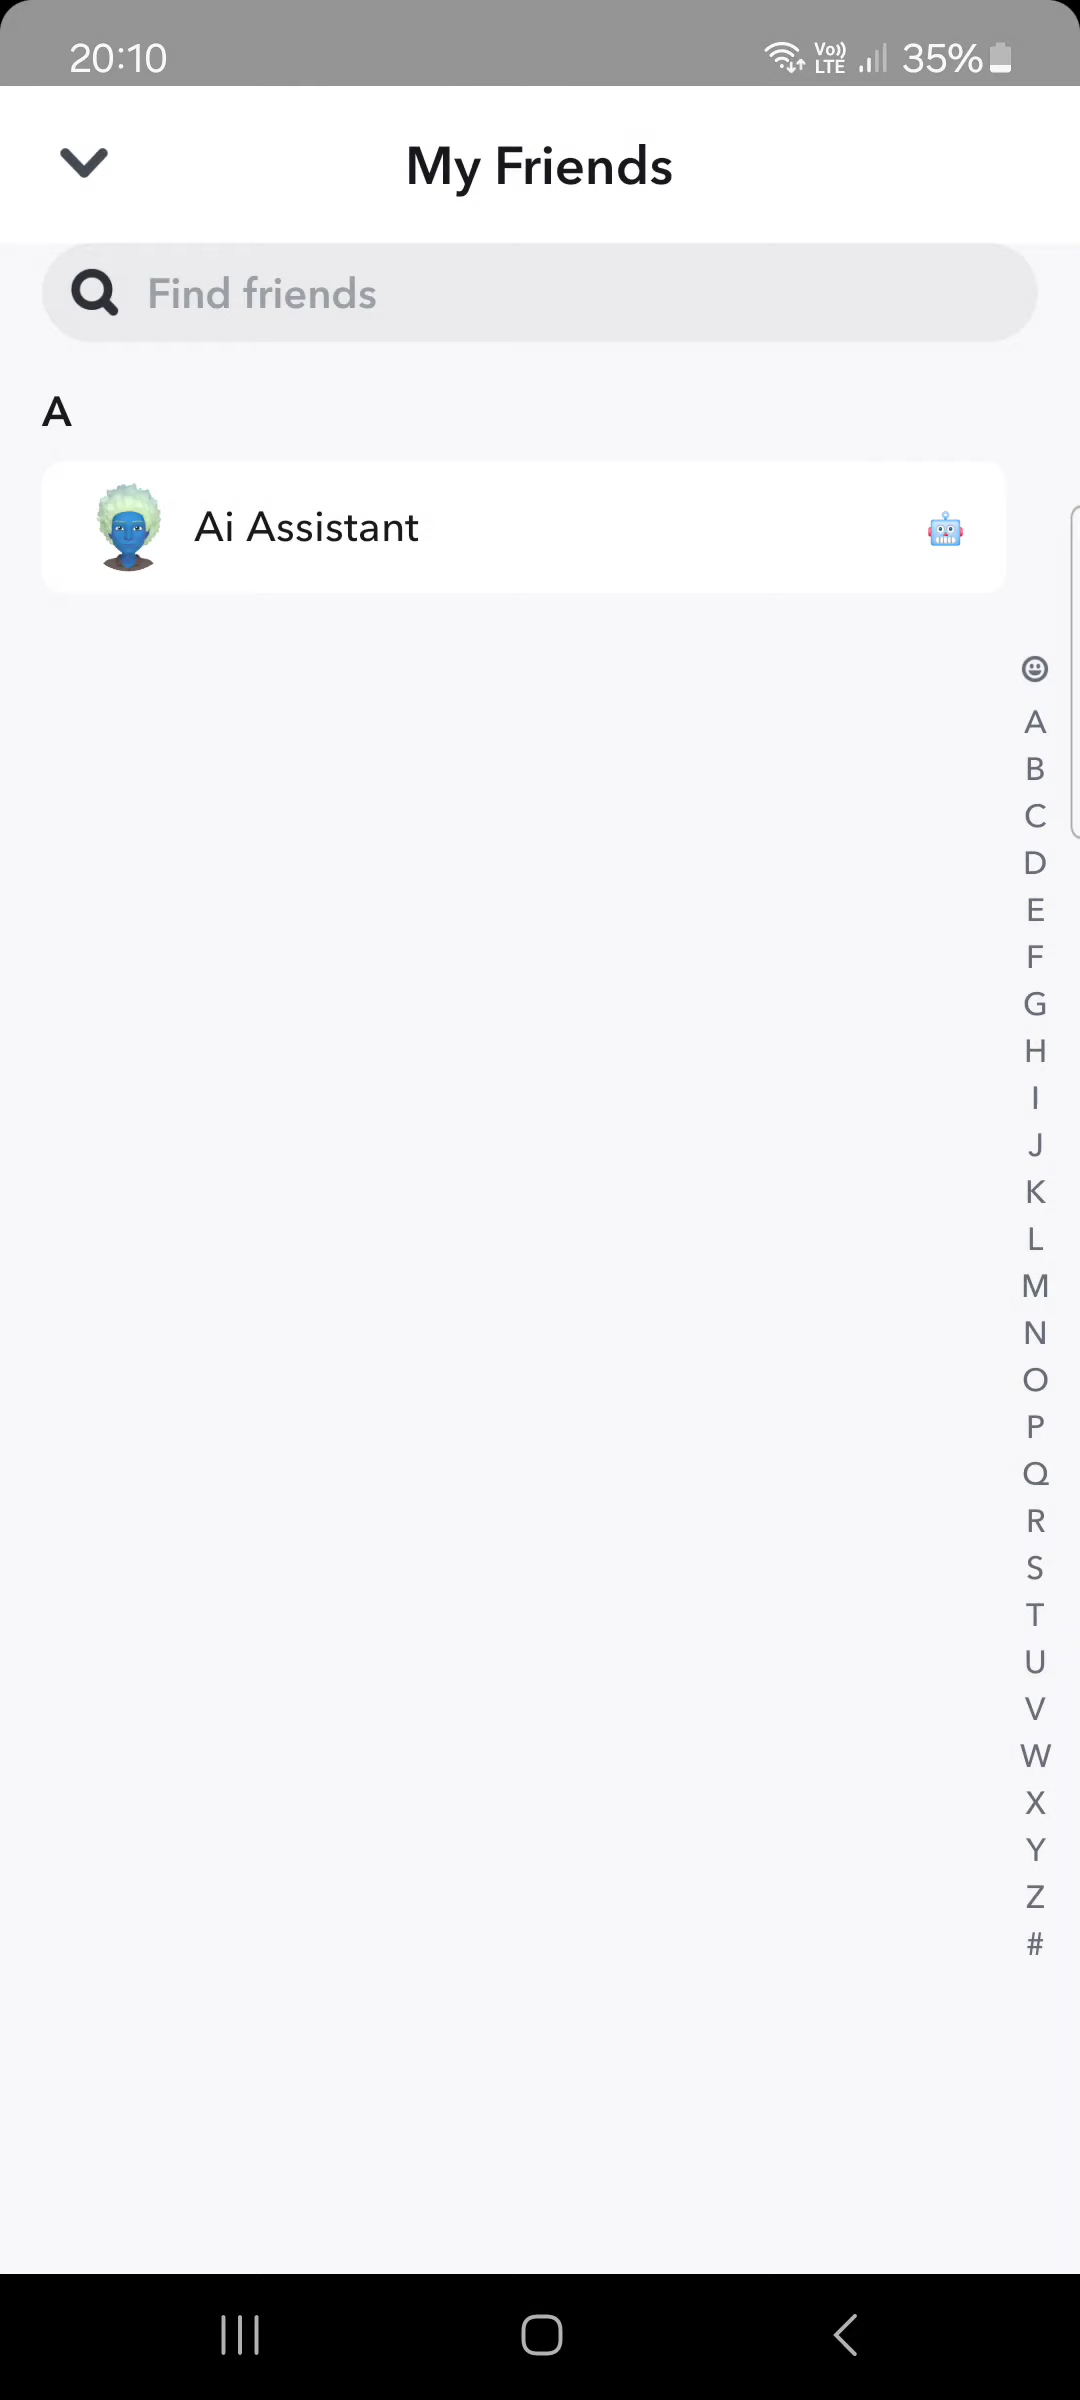 20:10
Vo)) LTE 35%
My Friends
Find friends
A
Ai Assistant
A
B
C
D
E
F
G
H
I
J
K
L
M
N
O
P
Q
R
S
T
U
V
W
X
Y
Z
#